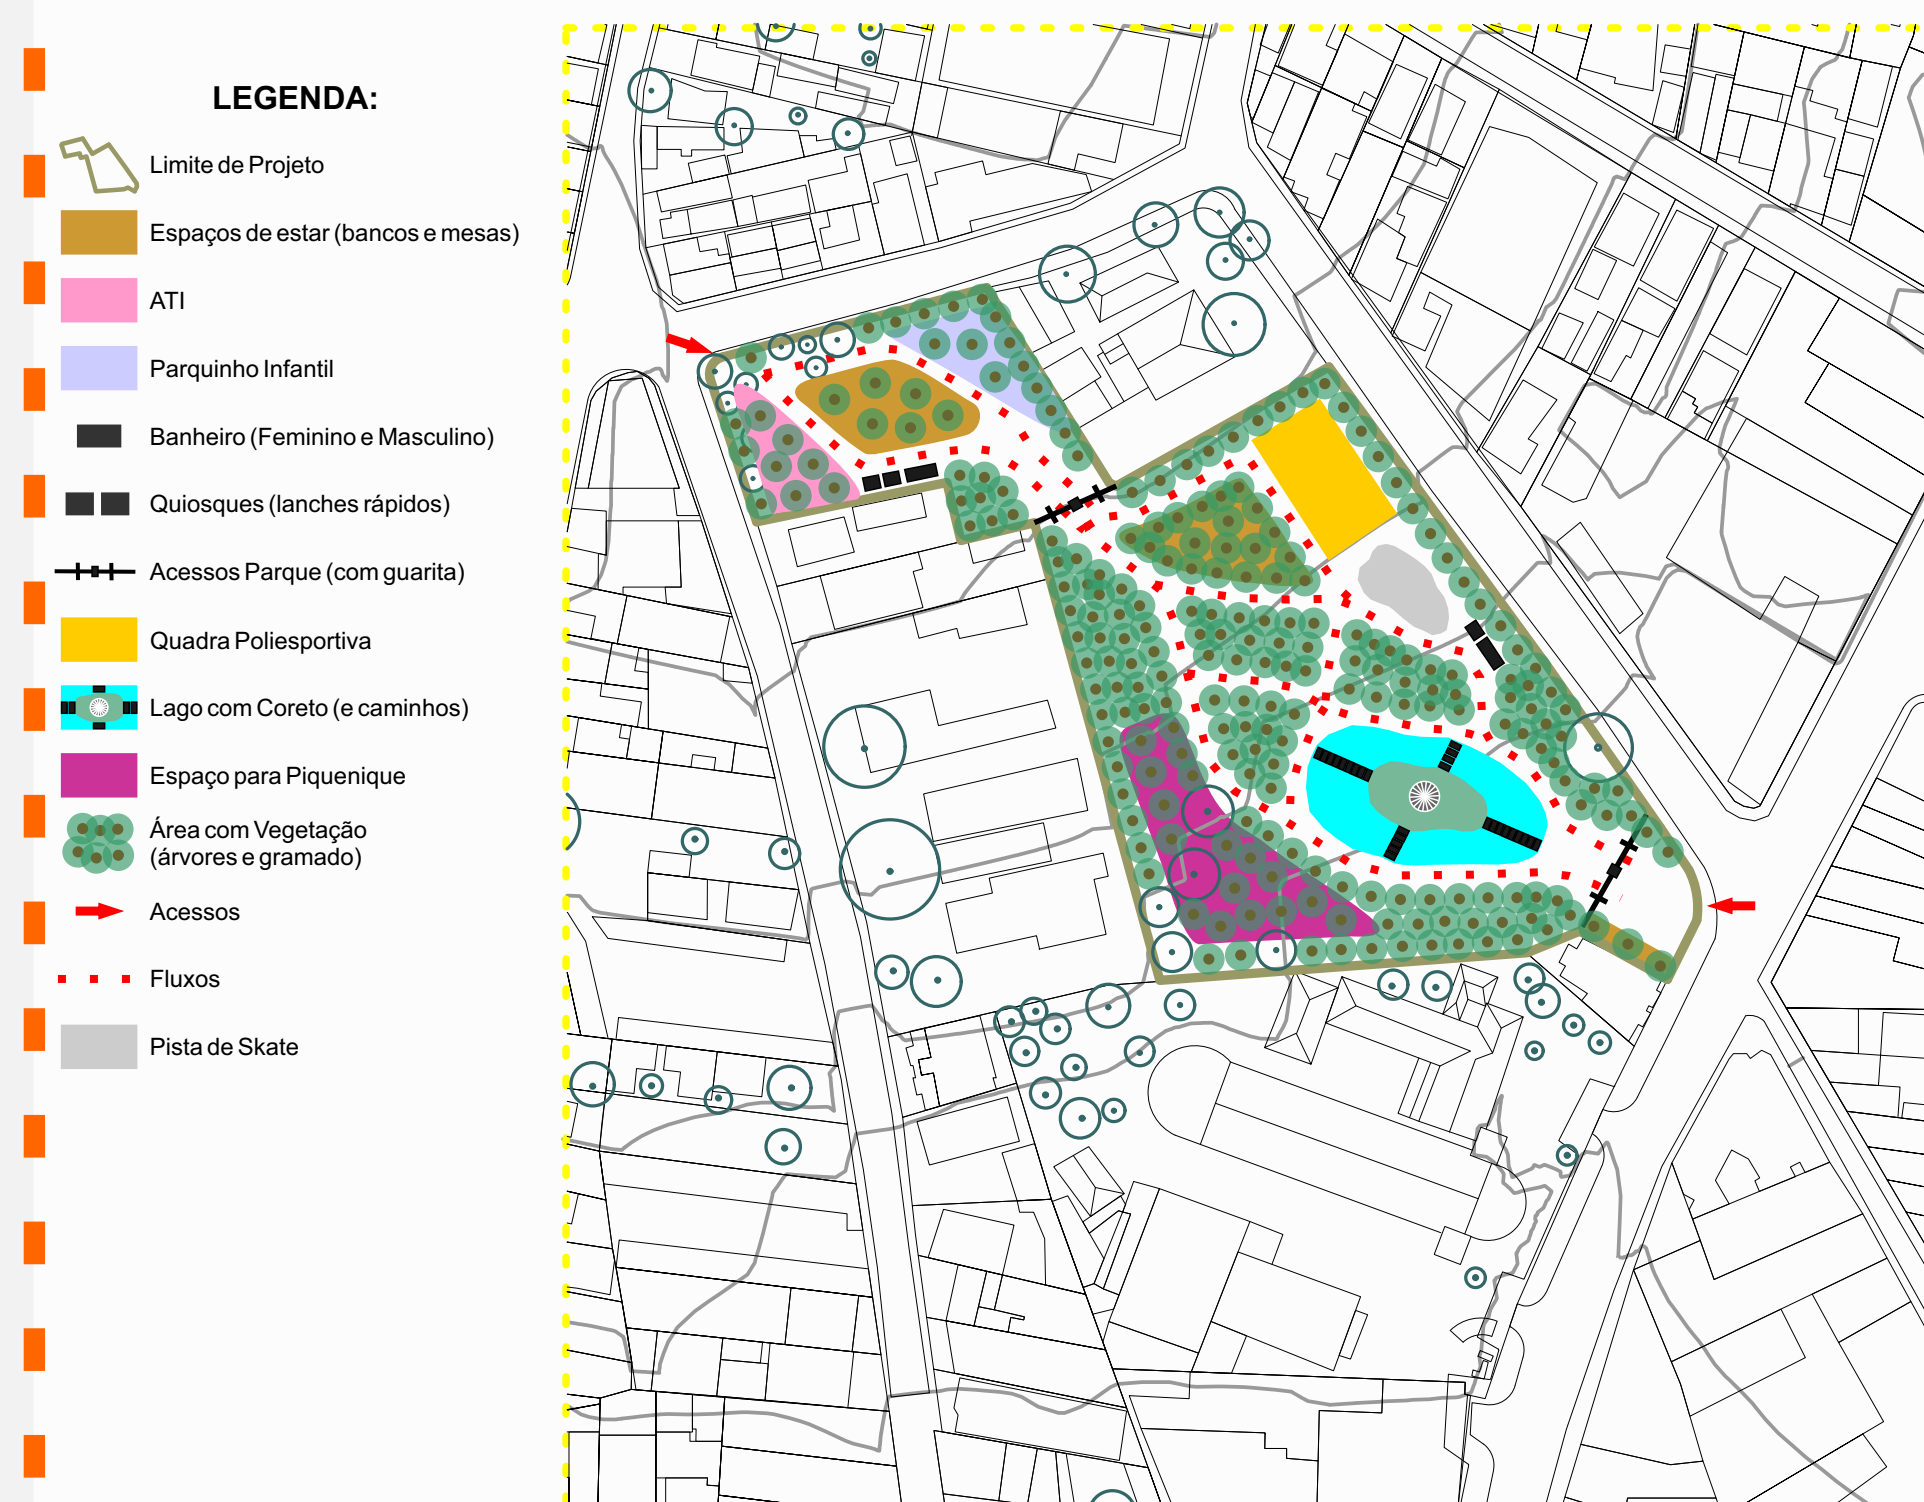 LEGENDA:
Limite de Projeto
Espaços de estar (bancos e mesas)
ATI
Parquinho Infantil
Banheiro (Feminino e Masculino)
Quiosques (lanches rápidos)
Acessos Parque (com guarita)
Quadra Poliesportiva
Lago com Coreto (e caminhos)
Espaço para Piquenique
Área com Vegetação
(árvores e gramado)
Acessos
Fluxos
Pista de Skate